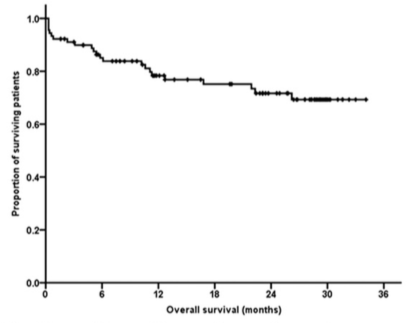 Proportion of surviving patients
1.0
0.8
0.6
0.4
0.2
0.0
0 6 12 18 24 30 36
Overall survival (months)